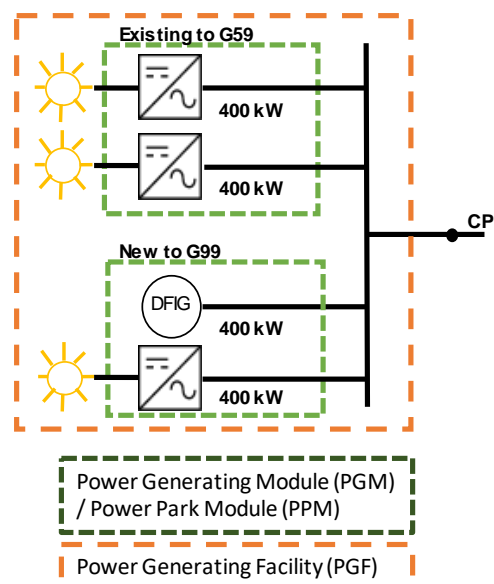 Existing to G59
400 kW
400 kW
CP
New to G99
DFIG
400 kW
400 kW
Power Generating Module (PGM)
/ Power Park Module (PPM)
Power Generating Facility (PGF)